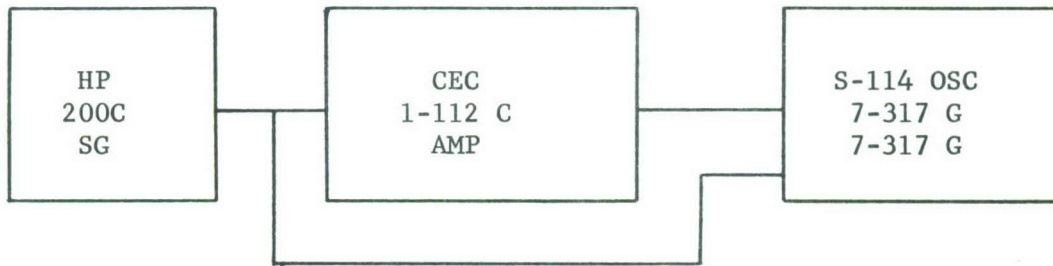 HP
200C
SG
CEC
1-112 C
AMP
S-114 OSC
7-317 G
7-317 G